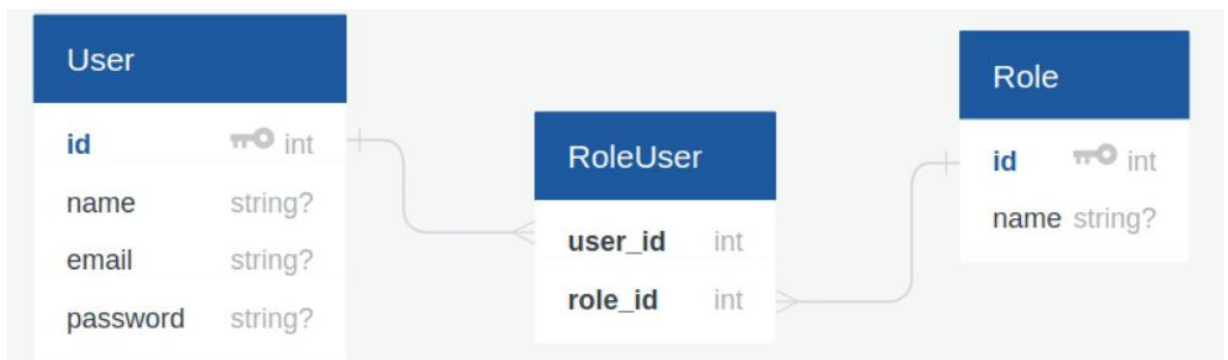 User
id int
name string?
email string?
password string?
RoleUser
user_id int
role_id int
Role
id int
name string?